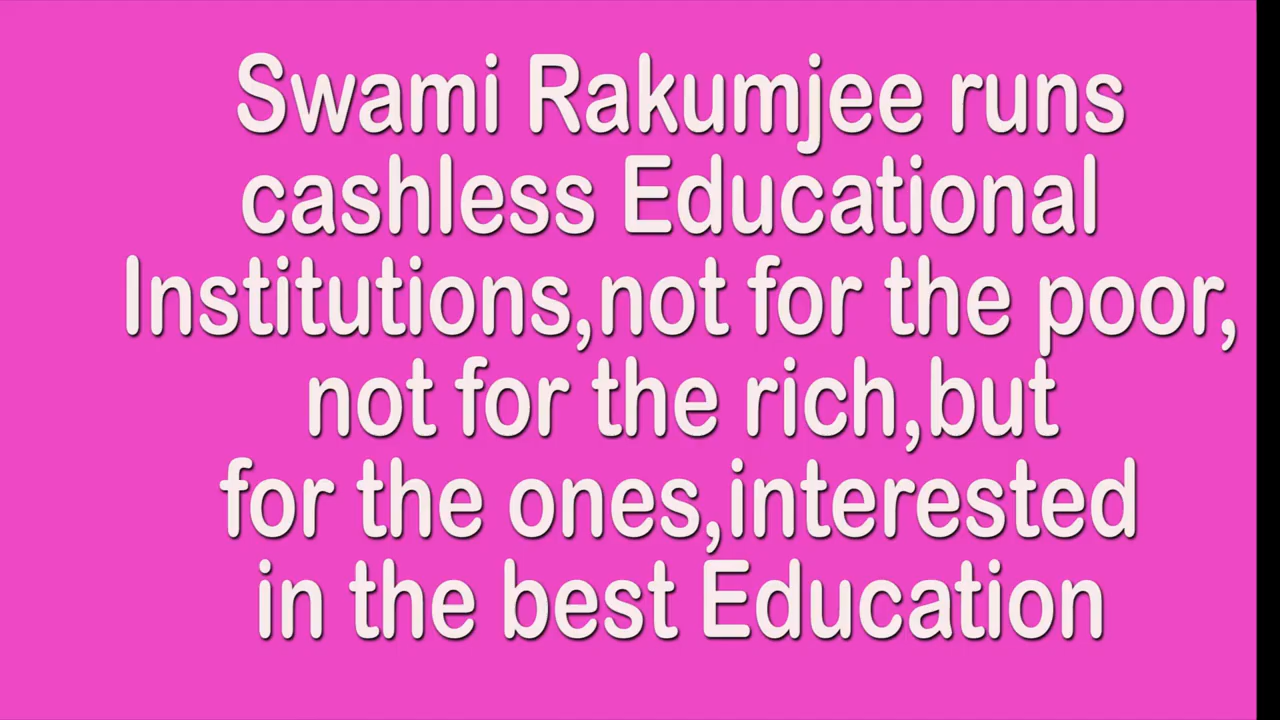 Swami Rakumjee runs
cashless Educational
Institutions,not for the poor,
not for the rich,but
for the ones,interested
in the best Education